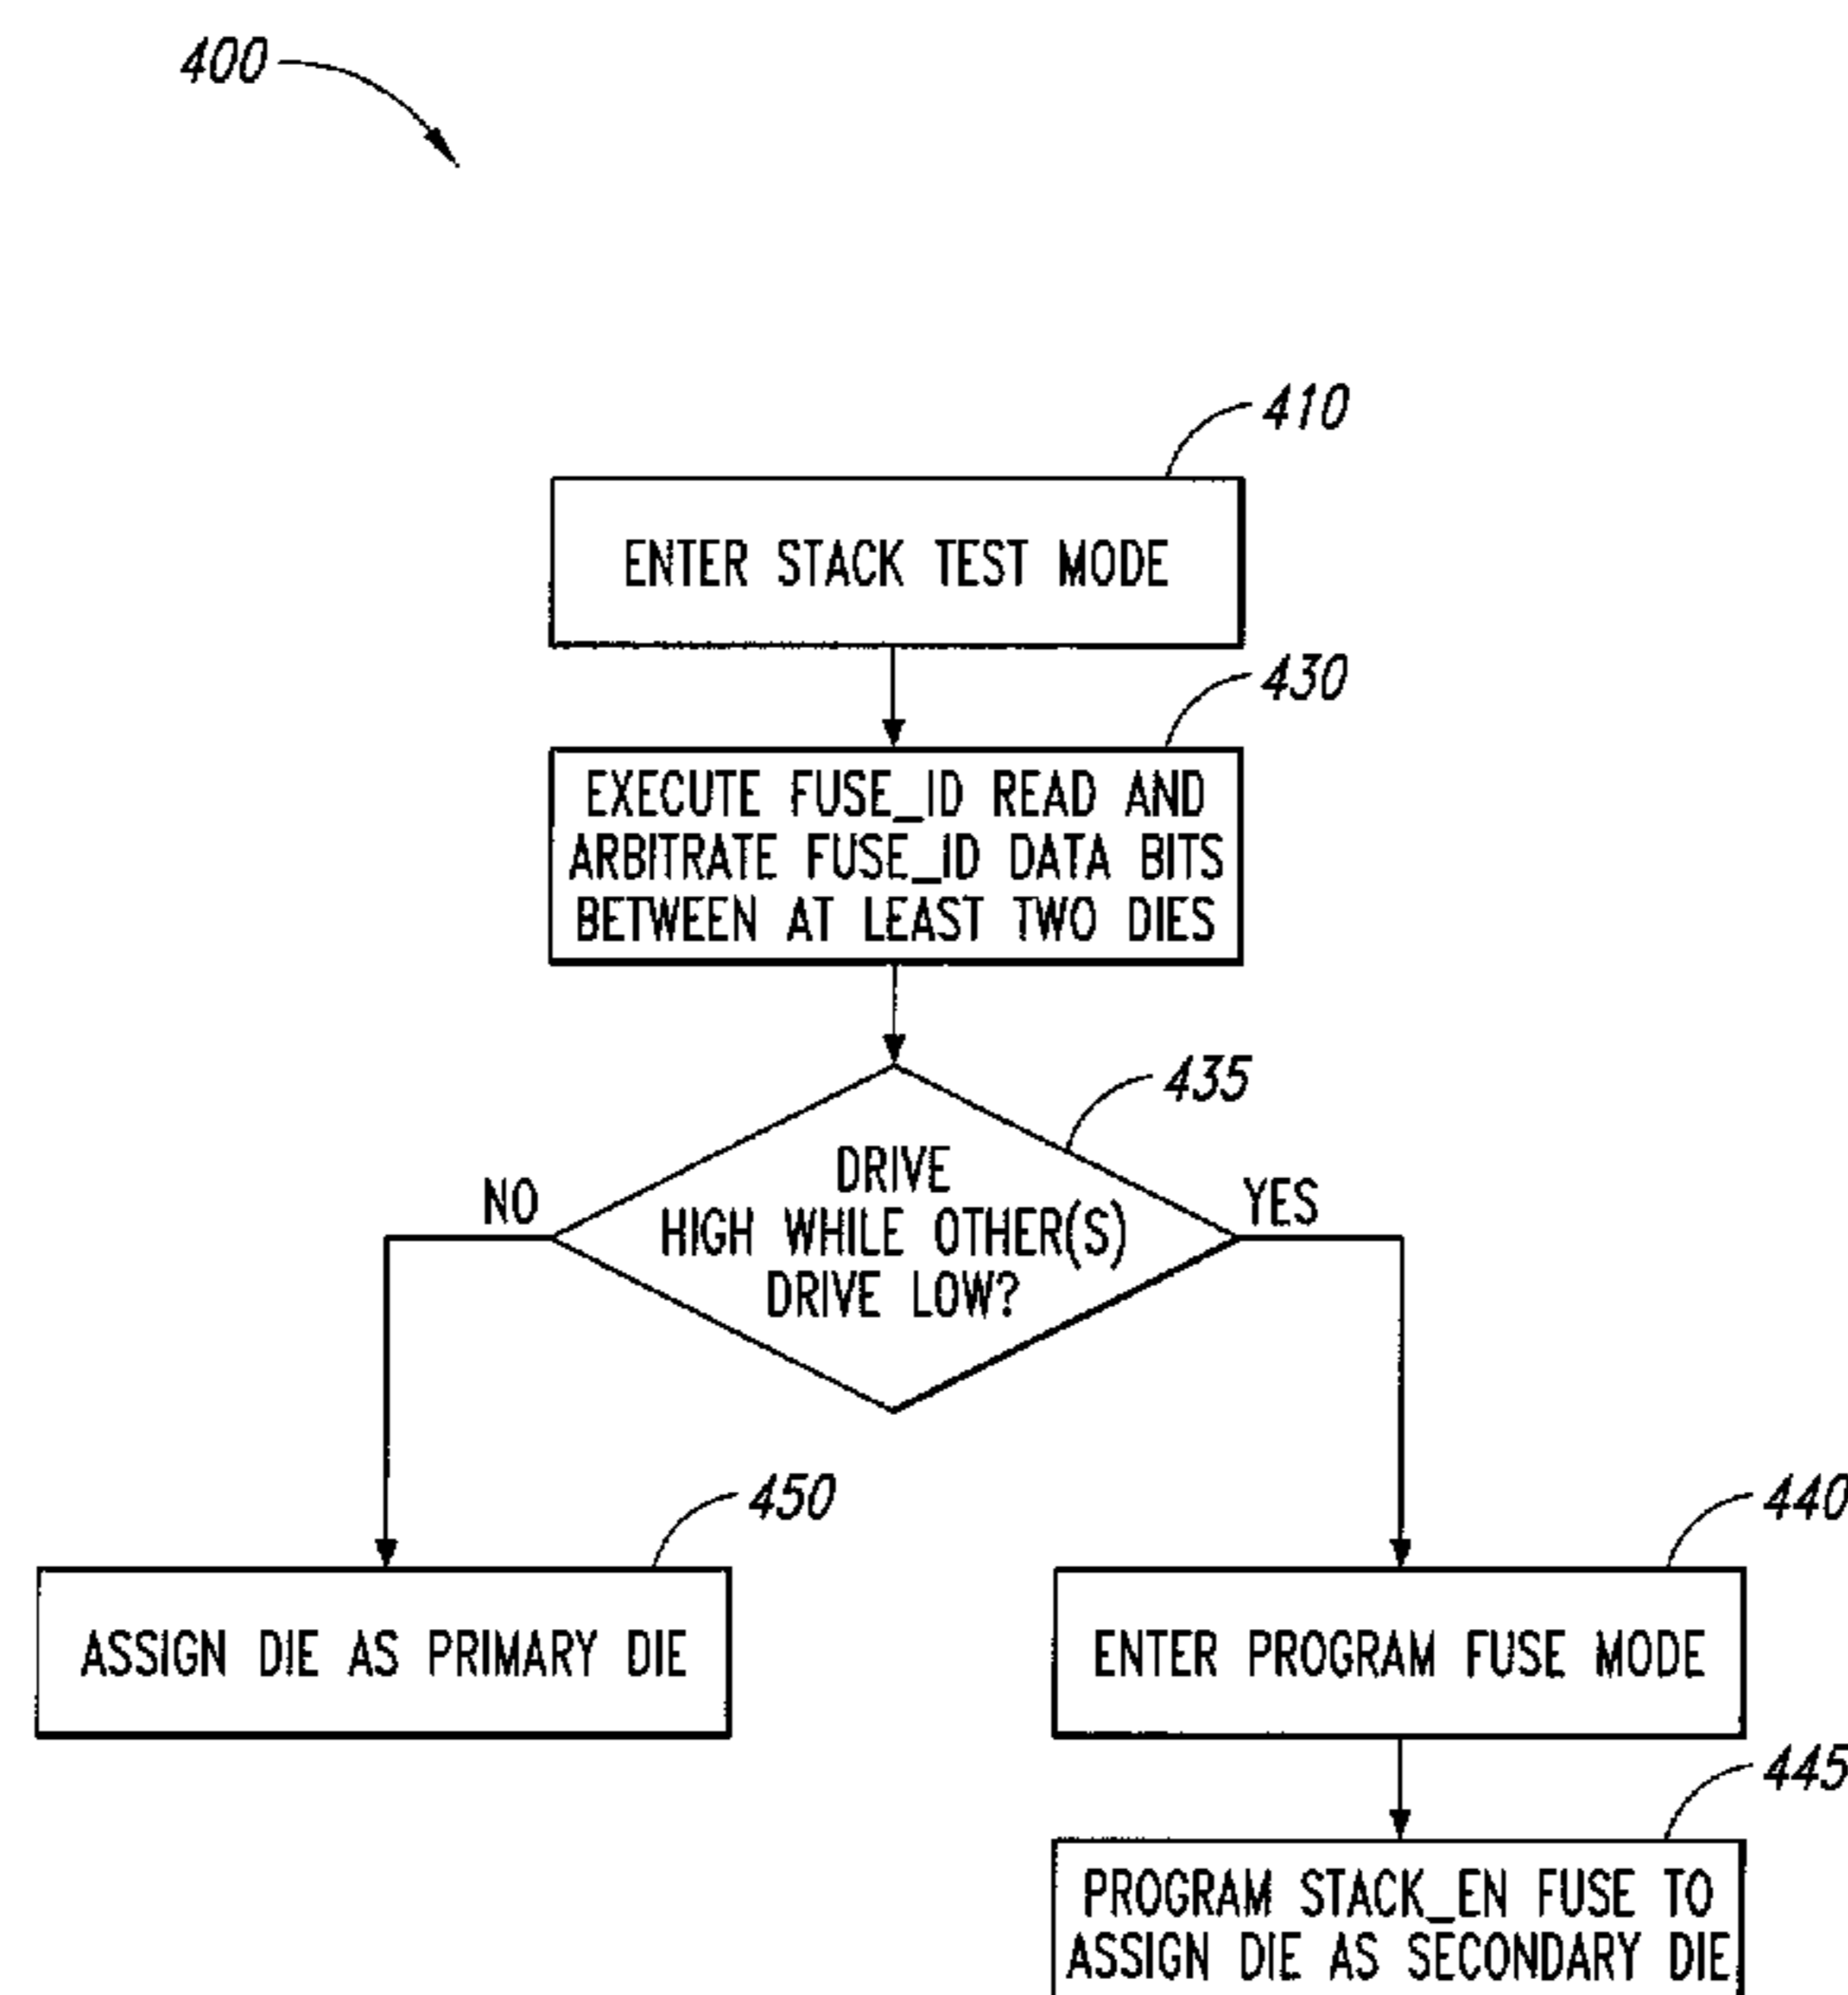 400
410
ENTER STACK TEST MODE
430
EXECUTE FUSE_ID READ AND
ARBITRATE FUSE_ID DATA BITS
BETWEEN AT LEAST TWO DIES
435
DRIVE
HIGH WHILE OTHER(S)
DRIVE LOW?
NO
YES
450
ASSIGN DIE AS PRIMARY DIE
440
ENTER PROGRAM FUSE MODE
445
PROGRAM STACK_EN FUSE TO
ASSIGN DIE AS SECONDARY DIE